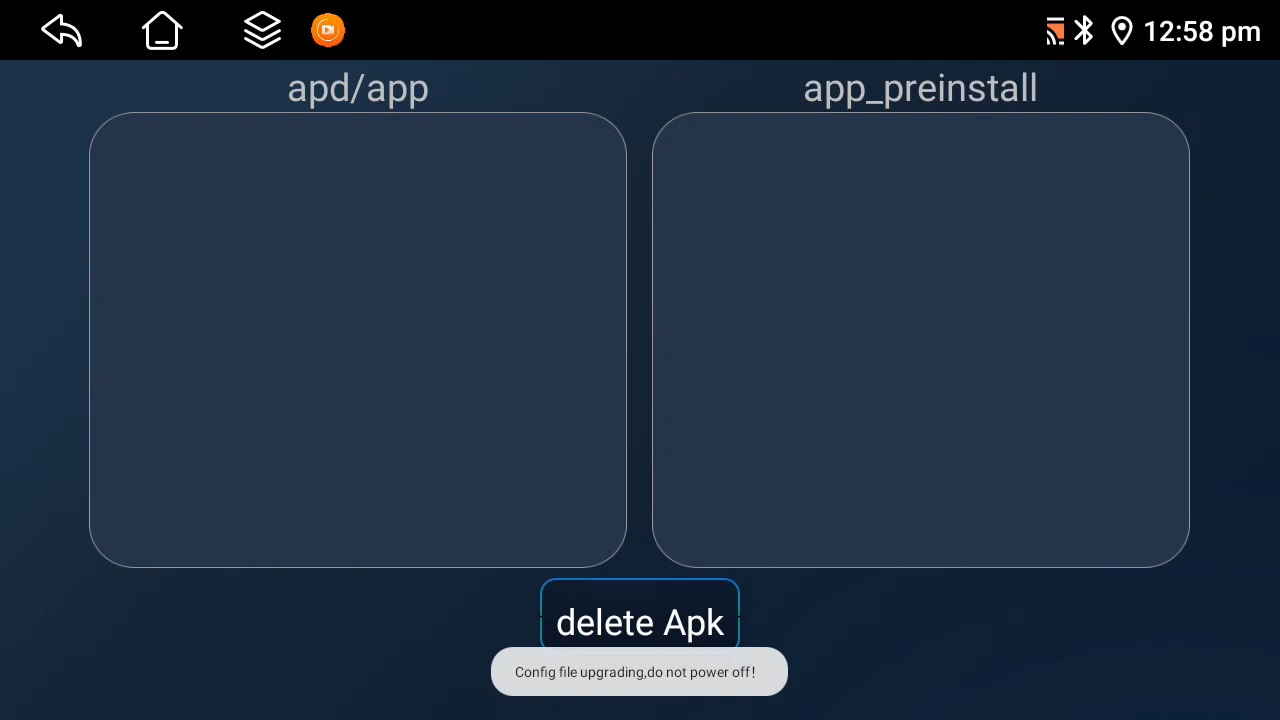 12:58 pm
apd/app
app_preinstall
delete Apk
Config file upgrading,do not power off!